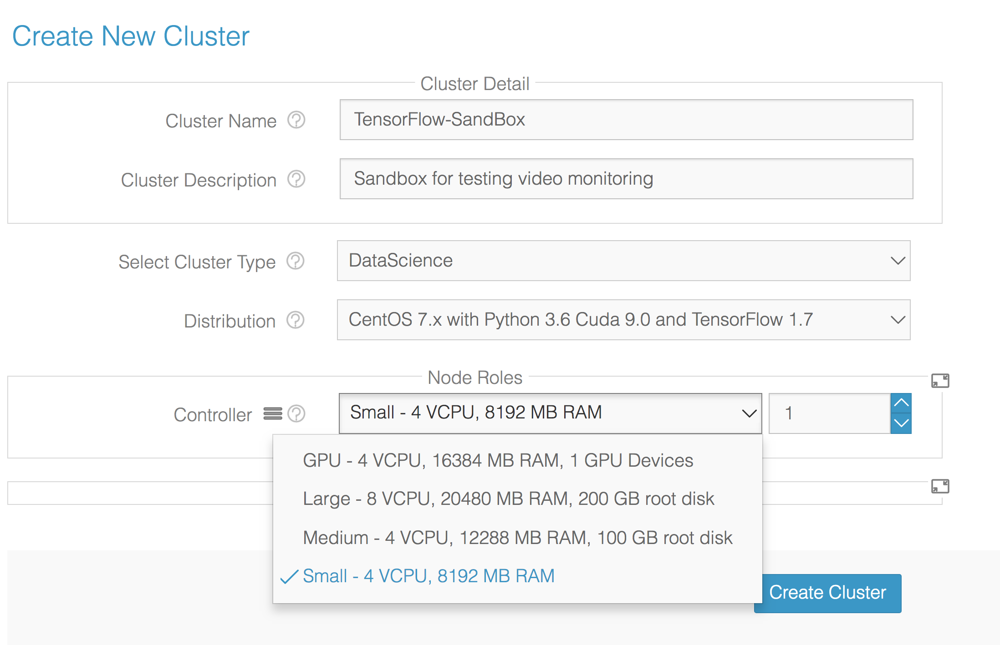 Create New Cluster
Cluster Detail
Cluster Name ? TensorFlow-SandBox
Cluster Description ? Sandbox for testing video monitoring
Select Cluster Type ? DataScience
Distribution ? CentOS 7.x with Python 3.6 Cuda 9.0 and TensorFlow 1.7
Node Roles
Controller ? Small - 4 VCPU, 8192 MB RAM 1
GPU - 4 VCPU, 16384 MB RAM, 1 GPU Devices
Large - 8 VCPU, 20480 MB RAM, 200 GB root disk
Medium - 4 VCPU, 12288 MB RAM, 100 GB root disk
Small - 4 VCPU, 8192 MB RAM
Create Cluster